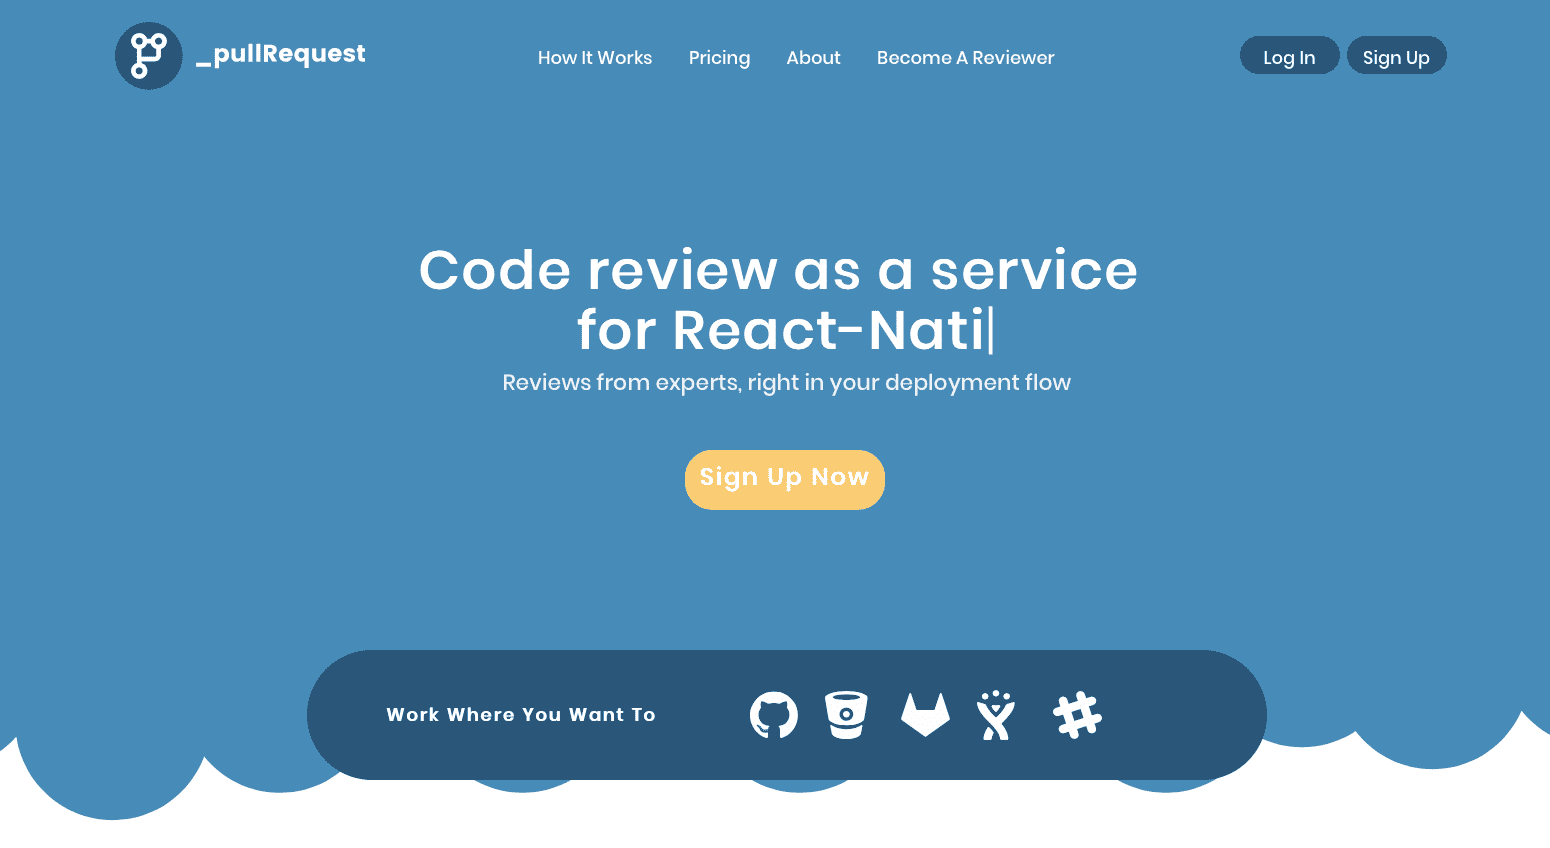 _pullRequest
How It Works
Pricing
About
Become A Reviewer
Log In
Sign Up
Code review as a service
for React-Nati
Reviews from experts, right in your deployment flow
Sign Up Now
Work Where You Want To